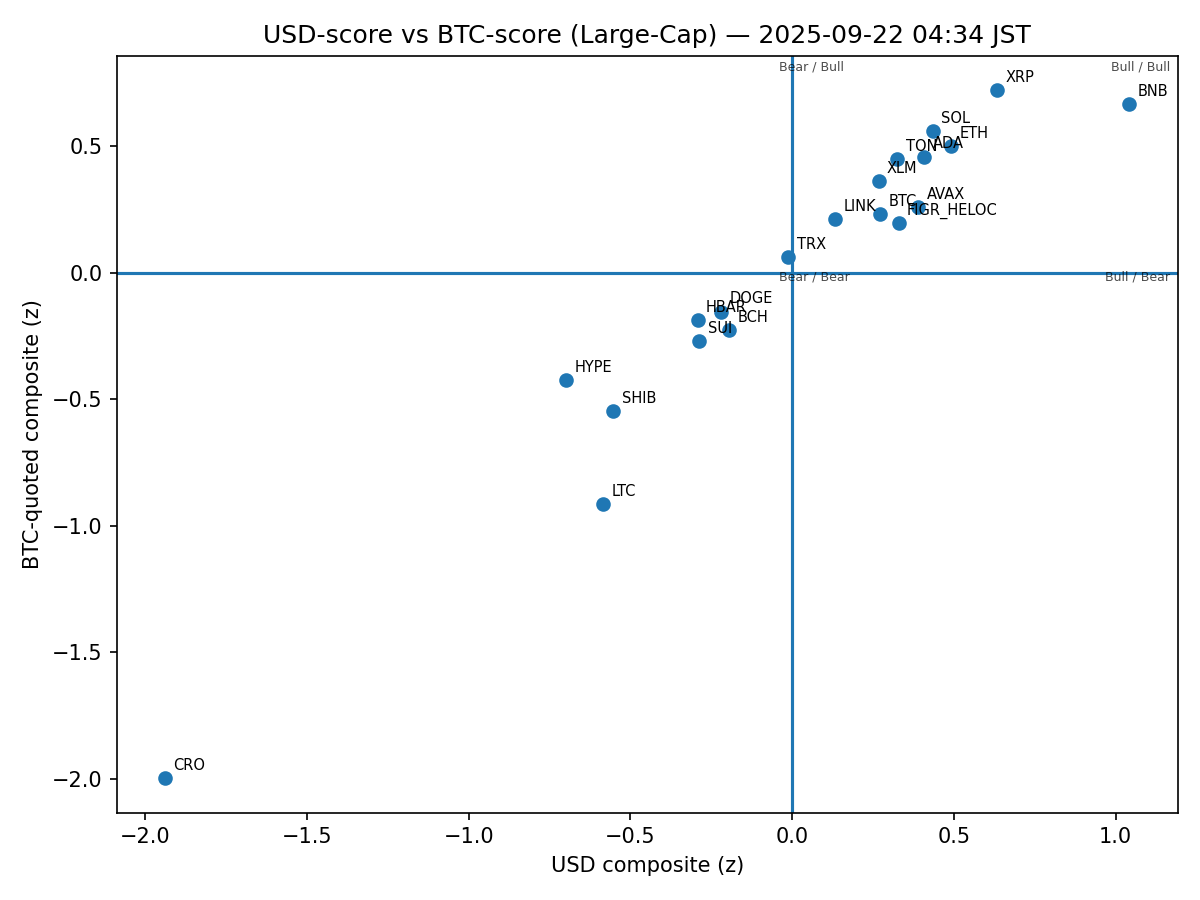 USD-score vs BTC-score (Large-Cap) — 2025-09-22 04:34 JST
Bear / Bull
Bull / Bull
XRP
BNB
SOL
ETH
ADA
TON
XLM
AVAX
BTC
LINK
FIGR_HELOC
TRX
Bear / Bear
Bull / Bear
DOGE
HBAR
BCH
SUI
HYPE
SHIB
LTC
CRO
0.5
0.0
−0.5
−1.0
−1.5
−2.0
BTC-quoted composite (z)
−2.0
−1.5
−1.0
−0.5
0.0
0.5
1.0
USD composite (z)